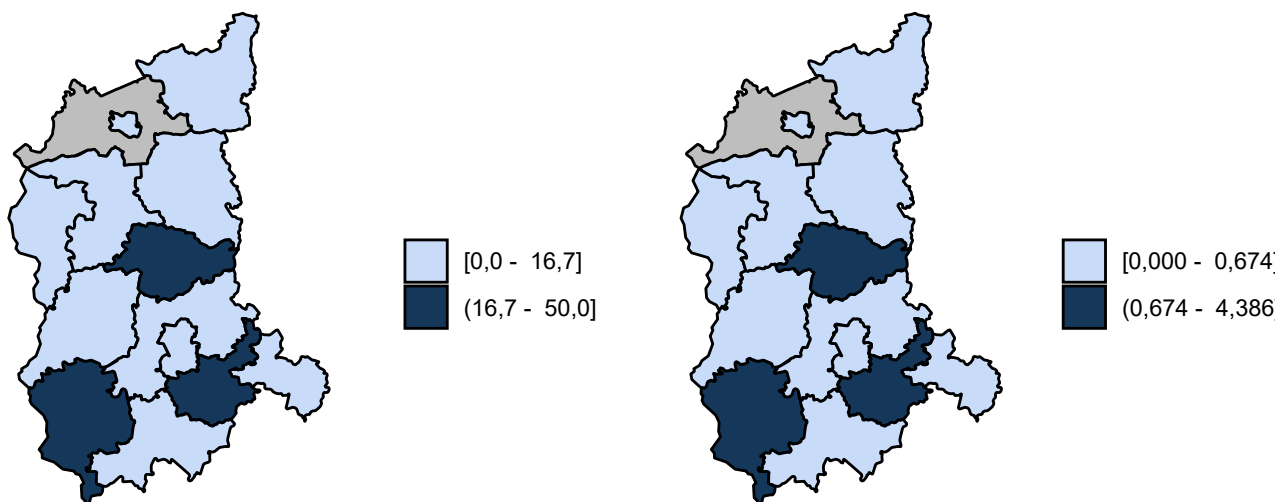 [0,0 - 16,7]
(16,7 - 50,0]
[0,000 - 0,674]
(0,674 - 4,386]